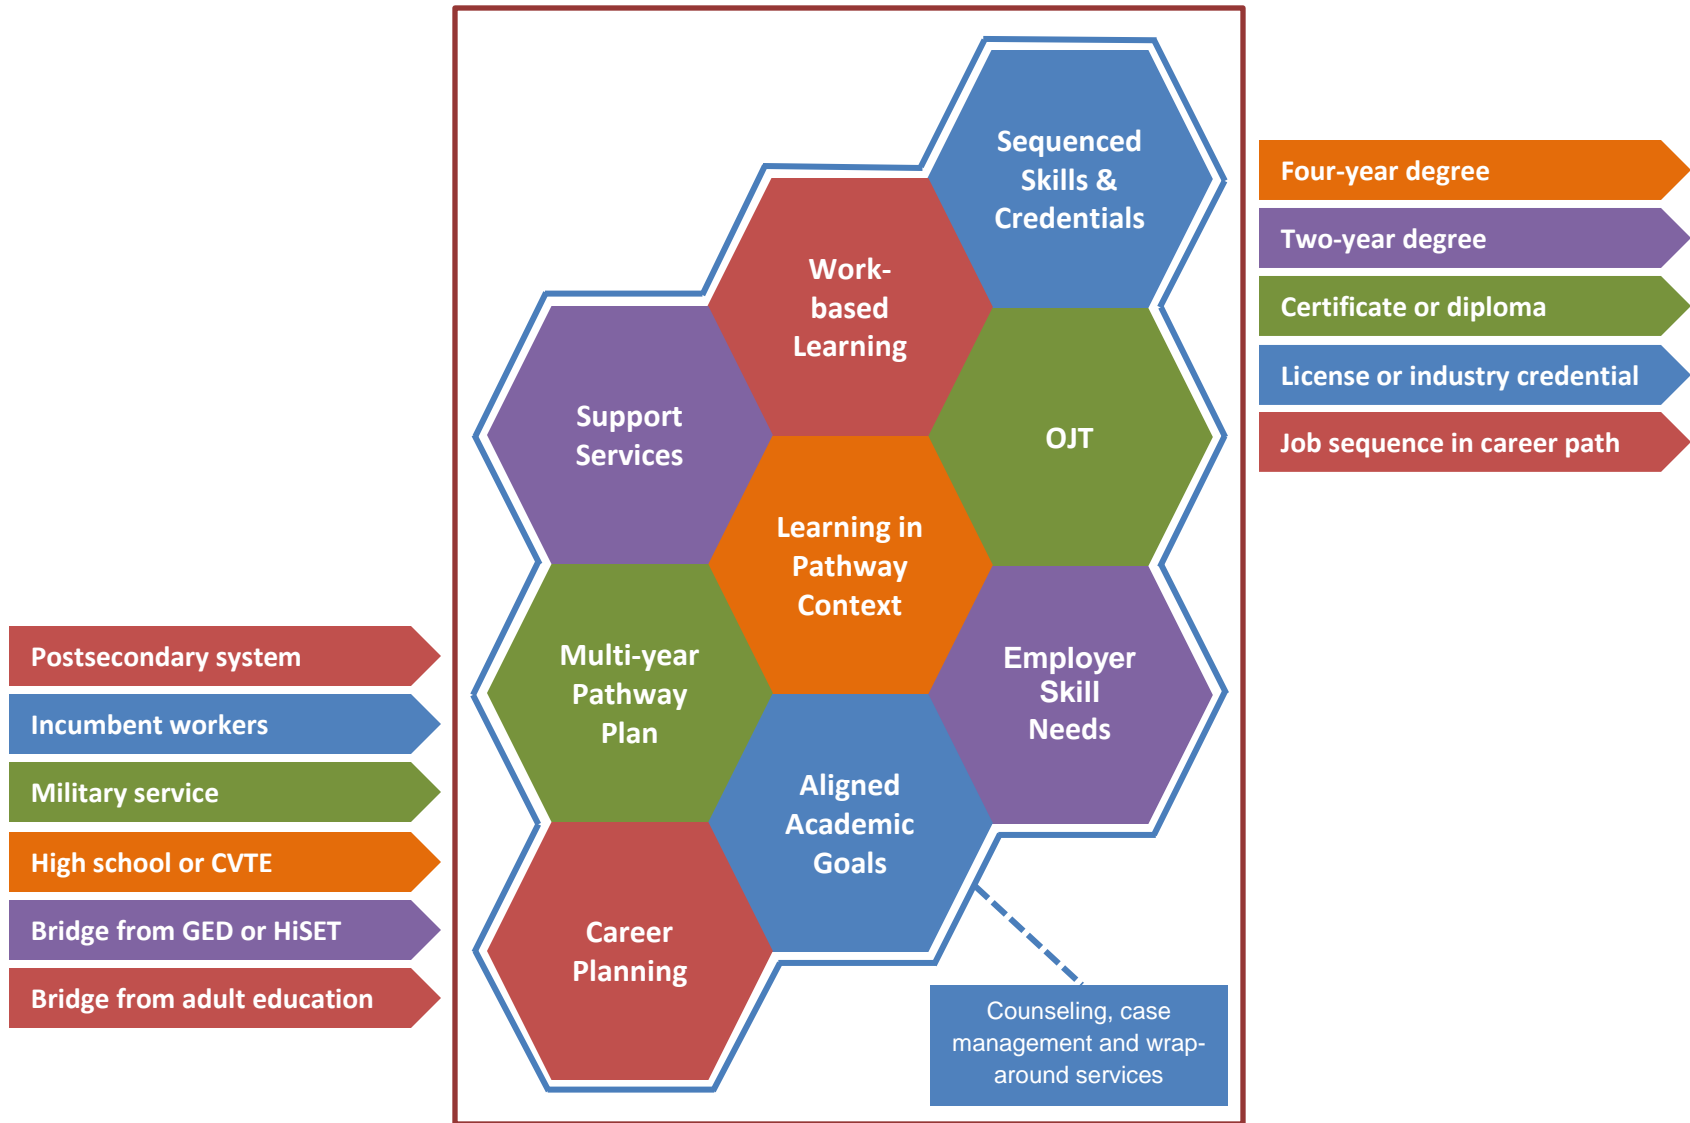 Postsecondary system
Incumbent workers
Military service
High school or CVTE
Bridge from GED or HiSET
Bridge from adult education
Sequenced
Skills &
Credentials
Work-
based
Learning
Support
Services
OJT
Learning in
Pathway
Context
Multi-year
Pathway
Plan
Employer
Skill
Needs
Aligned
Academic
Goals
Career
Planning
Counseling, case
management and wrap-
around services
Four-year degree
Two-year degree
Certificate or diploma
License or industry credential
Job sequence in career path